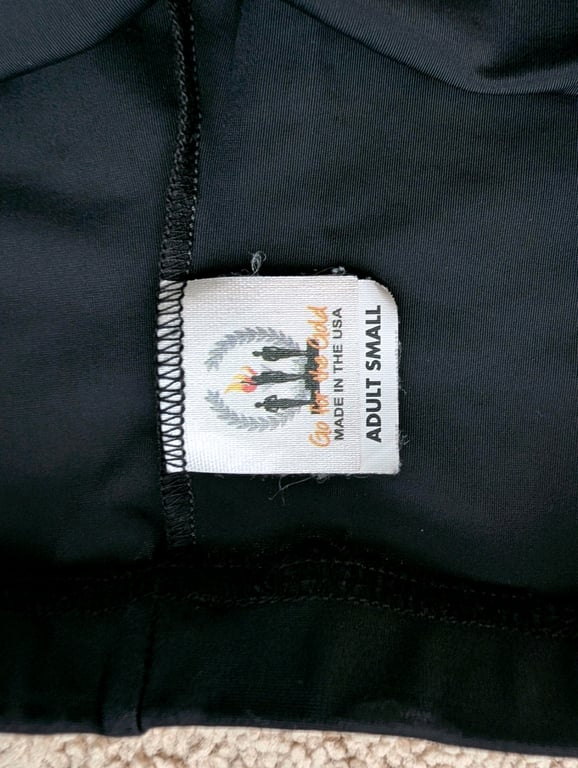 Go for the Gold
MADE IN THE USA
ADULT SMALL